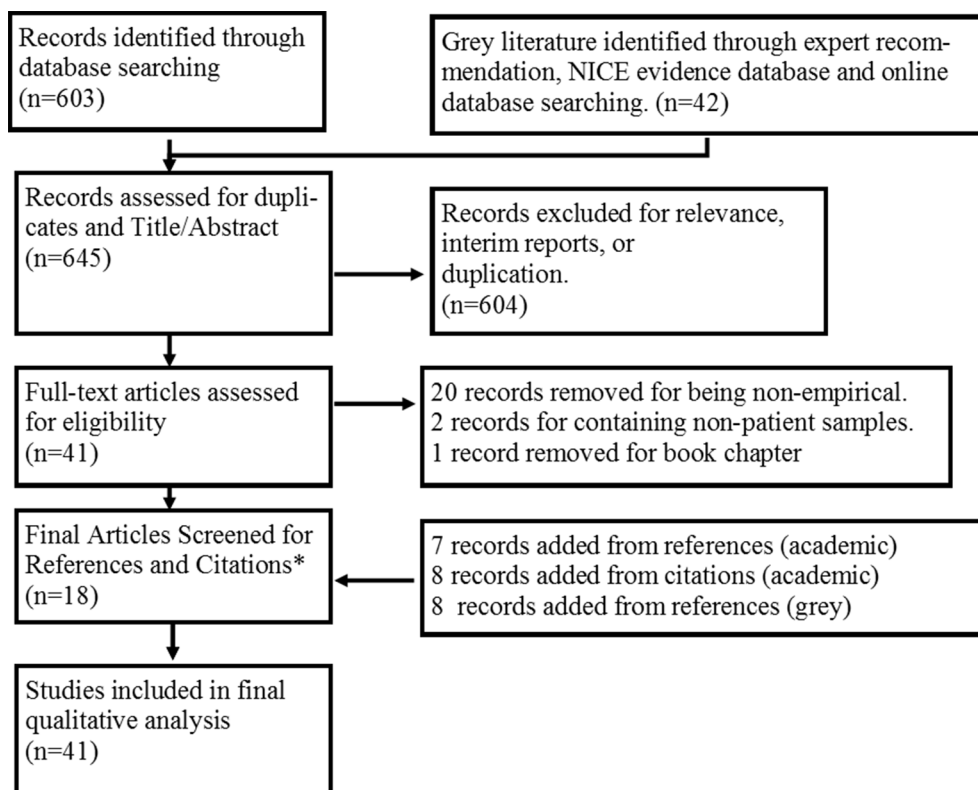 Records identified through
database searching
(n=603)
Grey literature identified through expert recom-
mendation, NICE evidence database and online
database searching. (n=42)
Records assessed for dupli-
cates and Title/Abstract
(n=645)
Records excluded for relevance,
interim reports, or
duplication.
(n=604)
Full-text articles assessed
for eligibility
(n=41)
20 records removed for being non-empirical.
2 records for containing non-patient samples.
1 record removed for book chapter
Final Articles Screened for
References and Citations*
(n=18)
7 records added from references (academic)
8 records added from citations (academic)
8 records added from references (grey)
Studies included in final
qualitative analysis
(n=41)